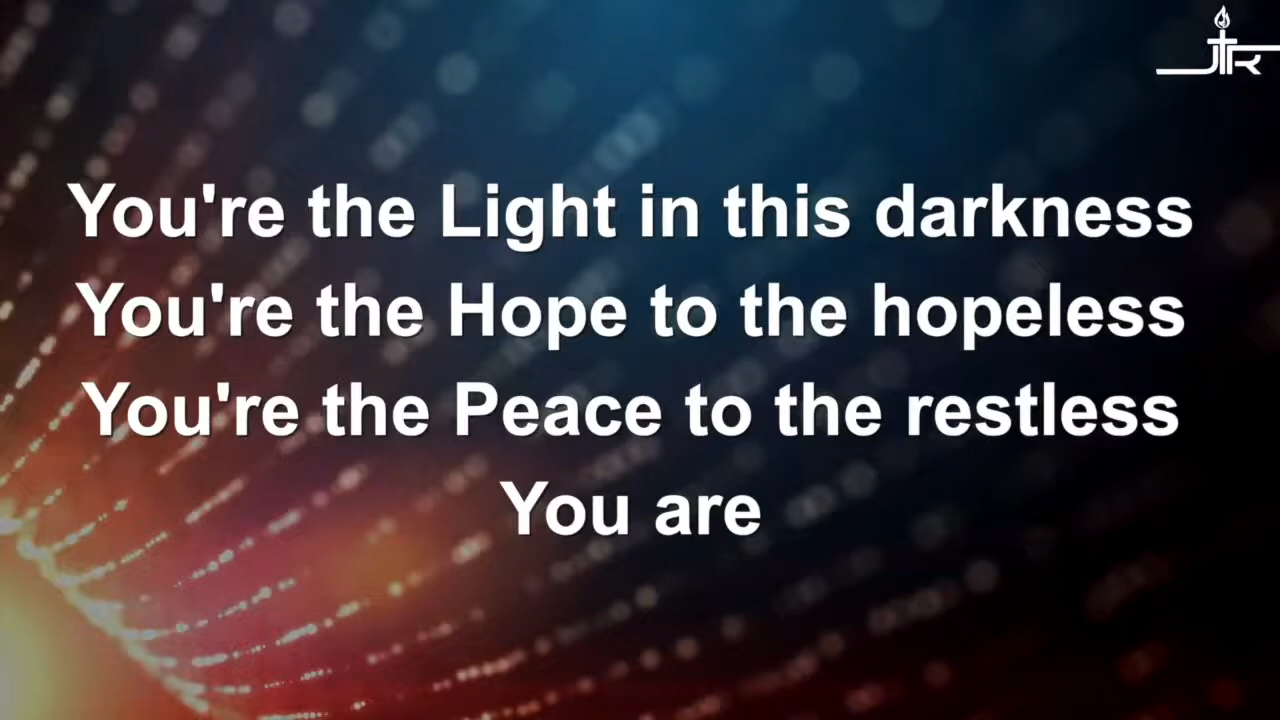 JTR
You're the Light in this darkness
You're the Hope to the hopeless
You're the Peace to the restless
You are